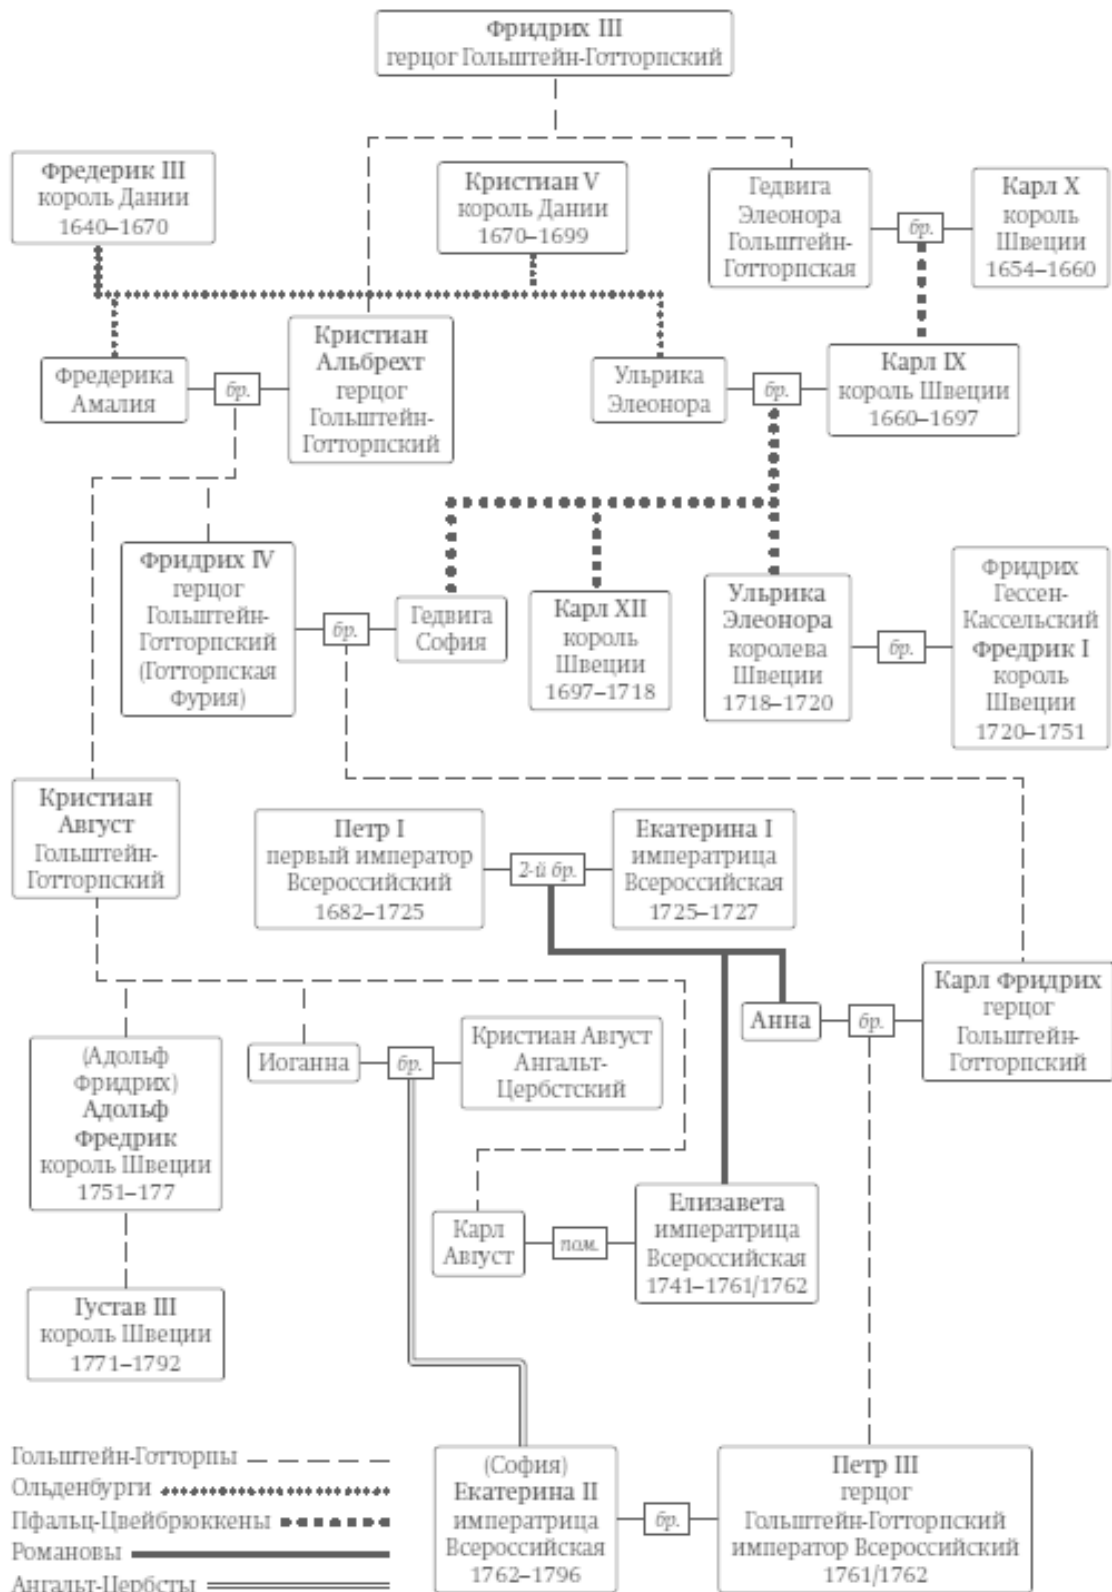 Фридрих III
герцог Гольштейн-Готторпский
Фредерик III
король Дании
1640–1670
Кристиан V
король Дании
1670–1699
Гедвига
Элеонора
Гольштейн-
Готторпская
бр.
Карл X
король
Швеции
1654–1660
Фредерика
Амалия
бр.
Кристиан
Альбрехт
герцог
Гольштейн-
Готторпский
Ульрика
Элеонора
бр.
Карл IX
король Швеции
1660–1697
Фридрих IV
герцог
Гольштейн-
Готторпский
(Готторпская
Фурия)
бр.
Гедвига
София
Карл XII
король
Швеции
1697–1718
Ульрика
Элеонора
королева
Швеции
1718–1720
бр.
Фридрих
Гессен-
Кассельский
Фредрик I
король
Швеции
1720–1751
Кристиан
Август
Гольштейн-
Готторпский
Петр I
первый император
Всероссийский
1682–1725
2-й бр.
Екатерина I
императрица
Всероссийская
1725–1727
Анна
бр.
Карл Фридрих
герцог
Гольштейн-
Готторпский
(Адольф
Фридрих)
Адольф
Фредрик
король Швеции
1751–177
Иоганна
бр.
Кристиан Август
Ангальт-
Цербстский
Карл
Август
пом.
Елизавета
императрица
Всероссийская
1741–1761/1762
Густав III
король Швеции
1771–1792
(София)
Екатерина II
императрица
Всероссийская
1762–1796
бр.
Петр III
герцог
Гольштейн-Готторпский
император Всероссийский
1761/1762
Гольштейн-Готторпы
Ольденбурги
Пфальц-Цвейбрюккены
Романовы
Ангальт-Цербсты